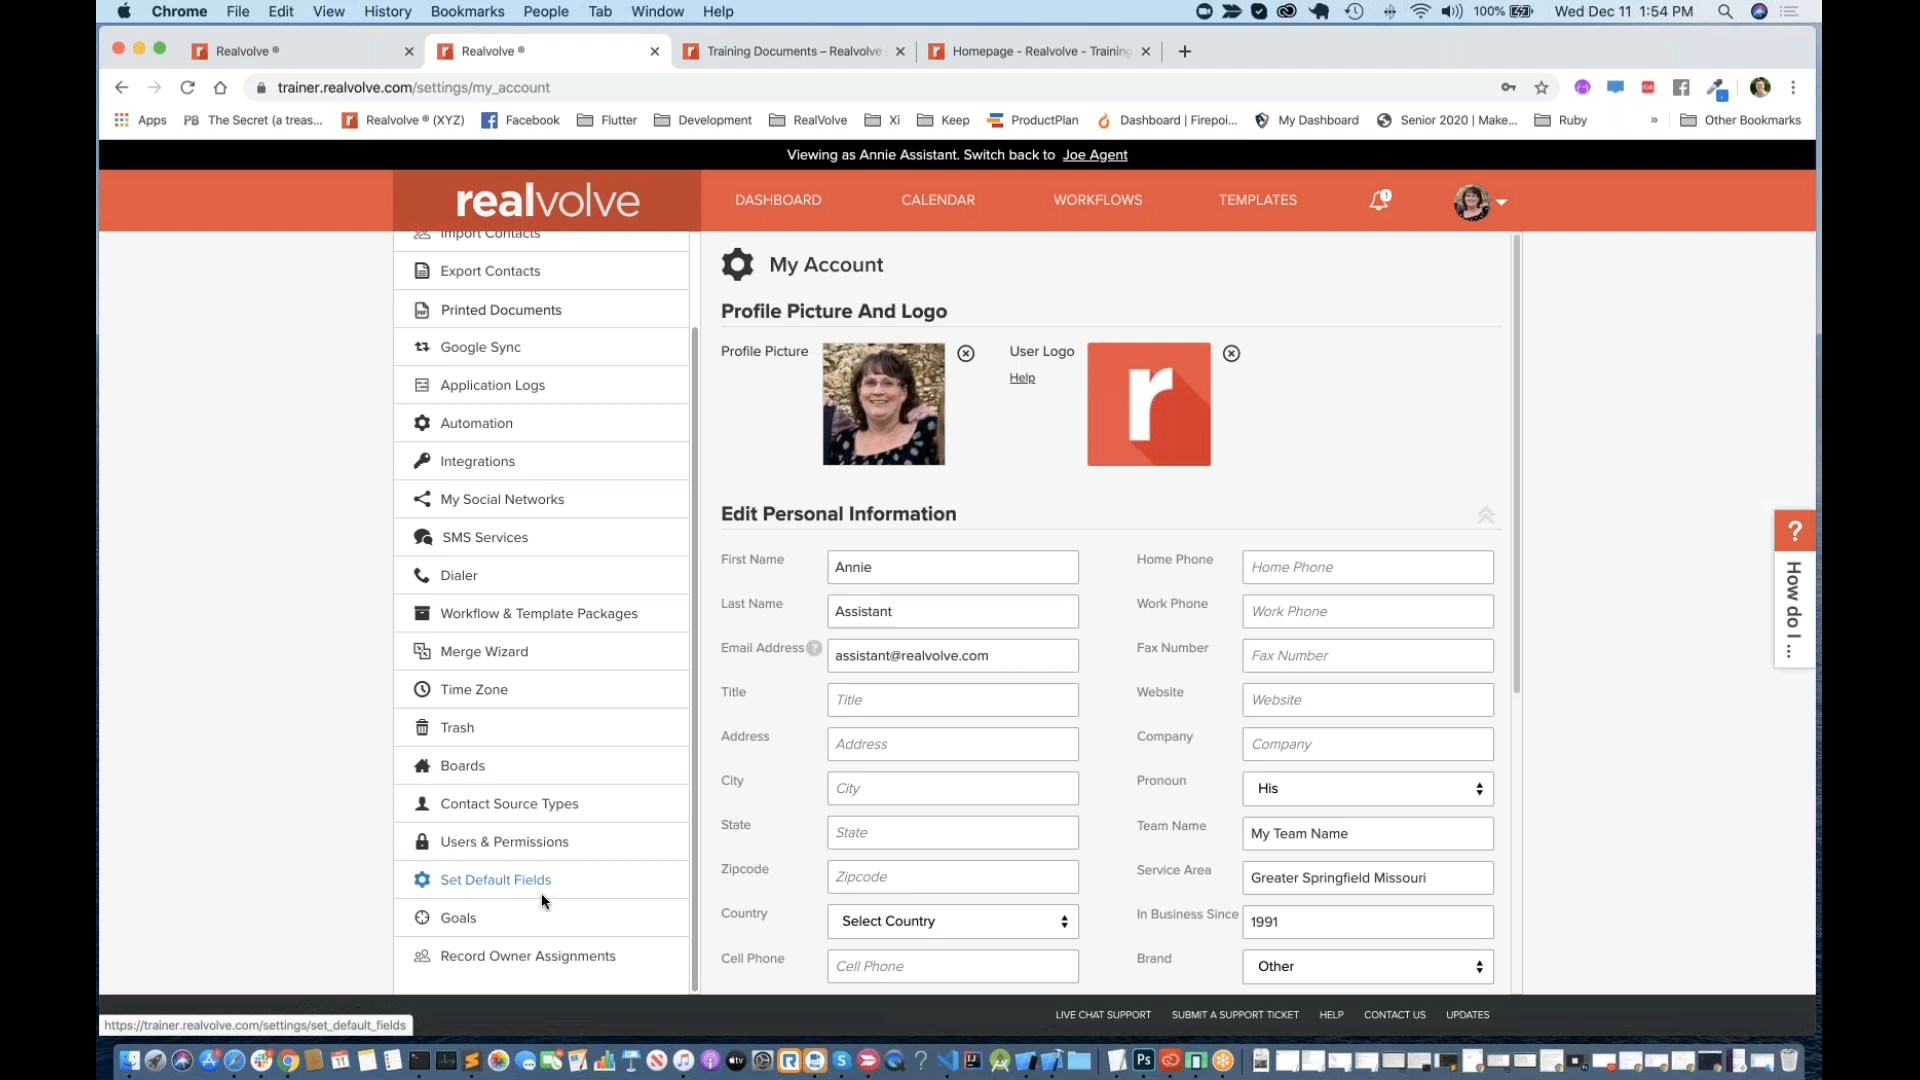 Chrome File Edit View History Bookmarks People Tab Window Help
100% Wed Dec 11 1:54 PM
Realvolve ®
Realvolve ®
Training Documents – Realvolve
Homepage - Realvolve - Training
trainer.realvolve.com/settings/my_account
Apps
PB The Secret (a treas...
Realvolve ® (XYZ)
Facebook
Flutter
Development
RealVolve
Xi
Keep
ProductPlan
Dashboard | Firepoi...
My Dashboard
Senior 2020 | Make...
Ruby
»
Other Bookmarks
Viewing as Annie Assistant. Switch back to Joe Agent
realvolve
DASHBOARD
CALENDAR
WORKFLOWS
TEMPLATES
1
Import Contacts
Export Contacts
Printed Documents
Google Sync
Application Logs
Automation
Integrations
My Social Networks
SMS Services
Dialer
Workflow & Template Packages
Merge Wizard
Time Zone
Trash
Boards
Contact Source Types
Users & Permissions
Set Default Fields
Goals
Record Owner Assignments
My Account
Profile Picture And Logo
Profile Picture
User Logo
Help
r
Edit Personal Information
First Name Annie
Last Name Assistant
Email Address ? assistant@realvolve.com
Title Title
Address Address
City City
State State
Zipcode Zipcode
Country Select Country
Cell Phone Cell Phone
Home Phone Home Phone
Work Phone Work Phone
Fax Number Fax Number
Website Website
Company Company
Pronoun His
Team Name My Team Name
Service Area Greater Springfield Missouri
In Business Since 1991
Brand Other
? How do I ...
LIVE CHAT SUPPORT SUBMIT A SUPPORT TICKET HELP CONTACT US UPDATES
https://trainer.realvolve.com/settings/set_default_fields